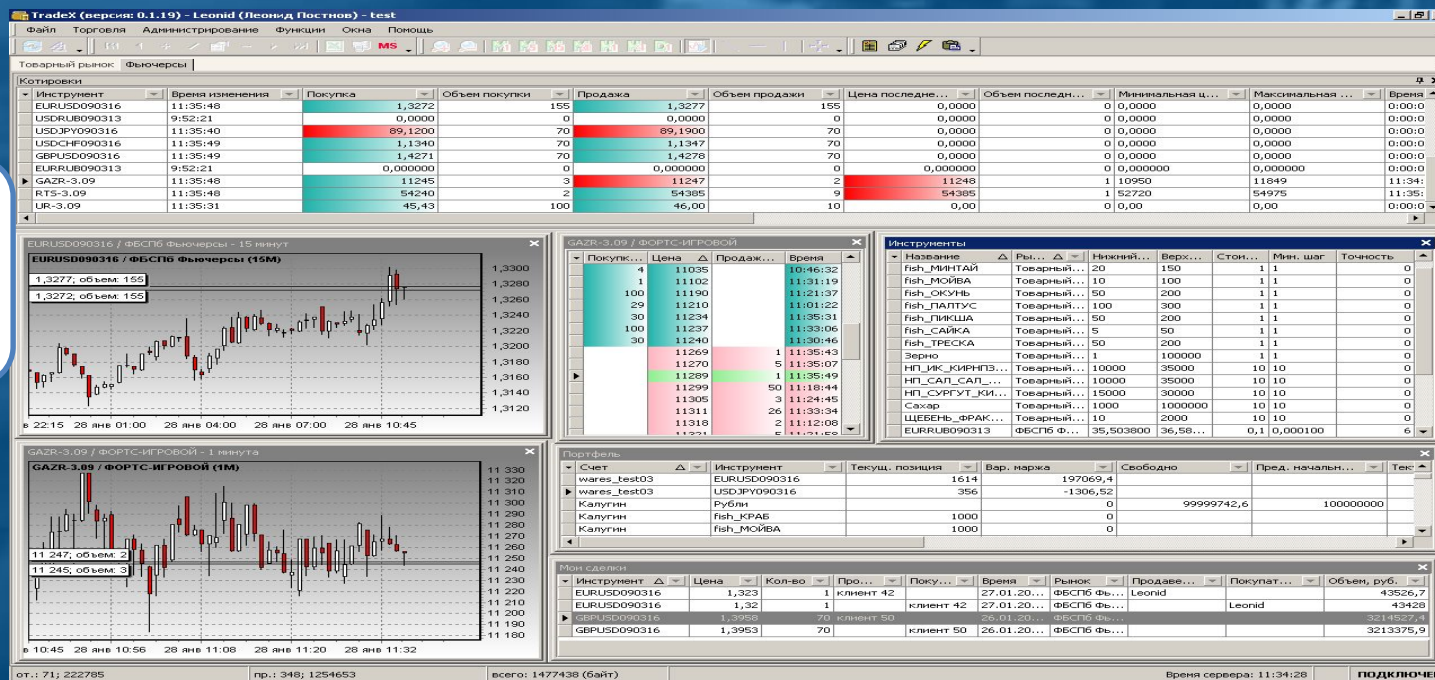 TradeX (версия: 0.1.19) - Leonid (Леонид Постнов) - test
Файл Торговля Администрирование Функции Окна Помощь
MS
Товарный рынок Фьючерсы
Котировки
Инструмент Время изменения Покупка Объем покупки Продажа Объем продажи Цена последне... Объем последн... Минимальная ц... Максимальная ... Время
EURUSD090316 11:35:48 1,3272 155 1,3277 155 0,0000 0 0,0000 0,0000 0:00:0
USDRUB090313 9:52:21 0,0000 0 0,0000 0 0,0000 0 0,0000 0,0000 0:00:0
USDJPY090316 11:35:40 89,1200 70 89,1900 70 0,0000 0 0,0000 0,0000 0:00:0
USDCHF090316 11:35:49 1,1340 70 1,1347 70 0,0000 0 0,0000 0,0000 0:00:0
GBPUSD090316 11:35:49 1,4271 70 1,4278 70 0,0000 0 0,0000 0,0000 0:00:0
EURRUB090313 9:52:21 0,000000 0 0,000000 0 0,000000 0 0,000000 0,000000 0:00:0
GAZR-3.09 11:35:48 11245 3 11247 2 11248 1 10950 11849 11:34:
RTS-3.09 11:35:48 54240 2 54385 9 54385 1 52720 54975 11:35:
UR-3.09 11:35:31 45,43 100 46,00 10 0,00 0 0,00 0,00 0:00:0
EURUSD090316 / ФБСПб Фьючерсы - 15 минут
EURUSD090316 / ФБСПб Фьючерсы (15M)
1,3277; объем: 155
1,3272; объем: 155
1,3300
1,3280
1,3260
1,3240
1,3220
1,3200
1,3180
1,3160
1,3140
1,3120
в 22:15 28 янв 01:00 28 янв 04:00 28 янв 07:00 28 янв 10:45
GAZR-3.09 / ФОРТС-ИГРОВОЙ
Покупк... Цена Продаж... Время
4 11035 10:46:32
1 11102 11:31:19
100 11190 11:21:37
29 11210 11:01:22
30 11234 11:35:31
100 11237 11:33:06
30 11240 11:30:46
11269 1 11:35:43
11270 5 11:35:07
11289 1 11:35:49
11299 50 11:18:44
11305 3 11:24:45
11311 26 11:33:34
11318 2 11:12:08
Инструменты
Название Ры... Нижний... Верх... Стои... Мин. шаг Точность
fish_МИНТАЙ Товарный... 20 150 1 1 0
fish_МОЙВА Товарный... 10 100 1 1 0
fish_ОКУНЬ Товарный... 50 200 1 1 0
fish_ПАЛТУС Товарный... 100 300 1 1 0
fish_ПИКША Товарный... 50 200 1 1 0
fish_САЙКА Товарный... 5 50 1 1 0
fish_ТРЕСКА Товарный... 50 200 1 1 0
Зерно Товарный... 1 100000 1 1 0
НП_ИК_КИРНПЗ... Товарный... 10000 35000 10 10 0
НП_САЛ_САЛ_... Товарный... 10000 35000 10 10 0
НП_СУРГУТ_КИ... Товарный... 15000 30000 10 10 0
Сахар Товарный... 1000 1000000 10 10 0
ЩЕБЕНЬ_ФРАК... Товарный... 10 2000 10 10 0
EURRUB090313 ФБСПб Ф... 35,503800 36,58... 0,1 0,000100 6
GAZR-3.09 / ФОРТС-ИГРОВОЙ - 1 минута
GAZR-3.09 / ФОРТС-ИГРОВОЙ (1M)
11 247; объем: 2
11 245; объем: 3
11 330
11 320
11 310
11 300
11 290
11 280
11 270
11 260
11 250
11 240
11 230
11 220
11 210
11 200
11 190
11 180
в 10:45 28 янв 10:56 28 янв 11:08 28 янв 11:20 28 янв 11:32
Портфель
Счет Инструмент Текущ. позиция Вар. маржа Свободно Пред. начальн... Тек
wares_test03 EURUSD090316 1614 197069,4
wares_test03 USDJPY090316 356 -1306,52
Калугин Рубли 0 99999742,6 100000000
Калугин fish_КРАБ 1000 0
Калугин fish_МОЙВА 1000 0
Мои сделки
Инструмент Цена Кол-во Про... Поку... Время Рынок Продаве... Покупат... Объем, руб.
EURUSD090316 1,323 1 клиент 42 27.01.20... ФБСПб Фь... Leonid 43526,7
EURUSD090316 1,32 1 клиент 42 27.01.20... ФБСПб Фь... Leonid 43428
GBPUSD090316 1,3958 70 клиент 50 26.01.20... ФБСПб Фь... 3214527,4
GBPUSD090316 1,3953 70 клиент 50 26.01.20... ФБСПб Фь... 3213375,9
от.: 71; 222785 пр.: 348; 1254653 всего: 1477438 (байт) Время сервера: 11:34:28 ПОДКЛЮЧЕ